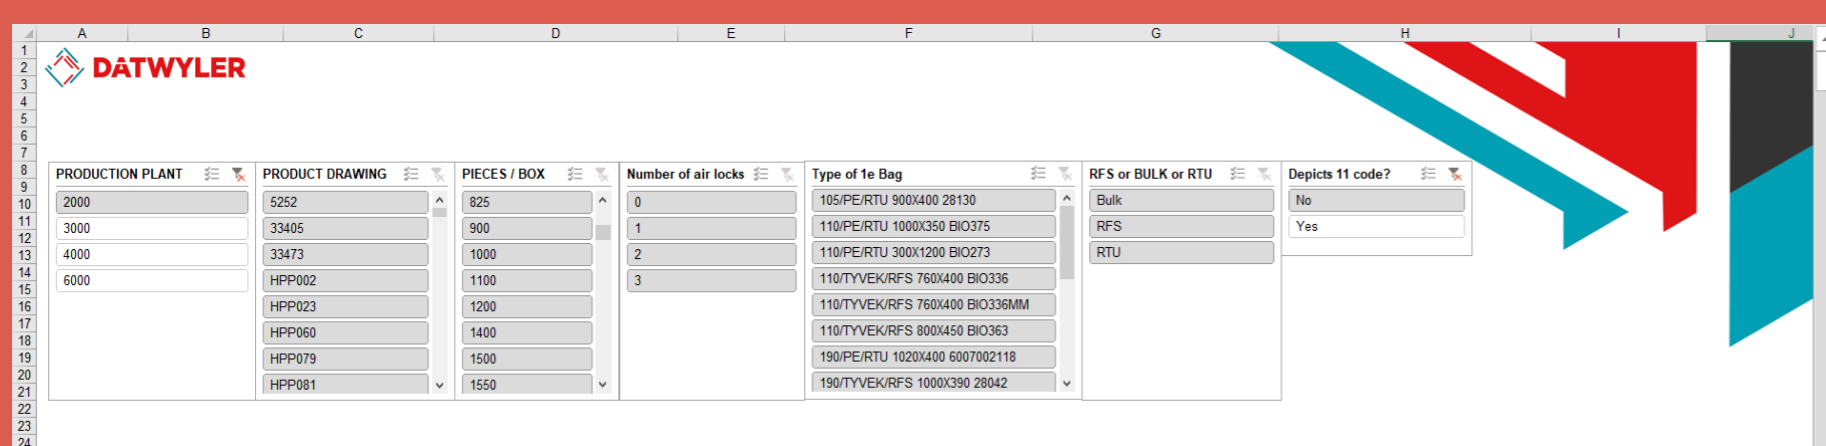 A B C D E F G H I J
1
2
3
4
5
6
7
8
9
10
11
12
13
14
15
16
17
18
19
20
21
22
23
24
DATWYLER
PRODUCTION PLANT
2000
3000
4000
6000
PRODUCT DRAWING
5252
33405
33473
HPP002
HPP023
HPP060
HPP079
HPP081
PIECES / BOX
825
900
1000
1100
1200
1400
1500
1550
Number of air locks
0
1
2
3
Type of 1e Bag
105/PE/RTU 900X400 28130
110/PE/RTU 1000X350 BIO375
110/PE/RTU 300X1200 BIO273
110/TYVEK/RFS 760X400 BIO336
110/TYVEK/RFS 760X400 BIO336MM
110/TYVEK/RFS 800X450 BIO363
190/PE/RTU 1020X400 6007002118
190/TYVEK/RFS 1000X390 28042
RFS or BULK or RTU
Bulk
RFS
RTU
Depicts 11 code?
No
Yes